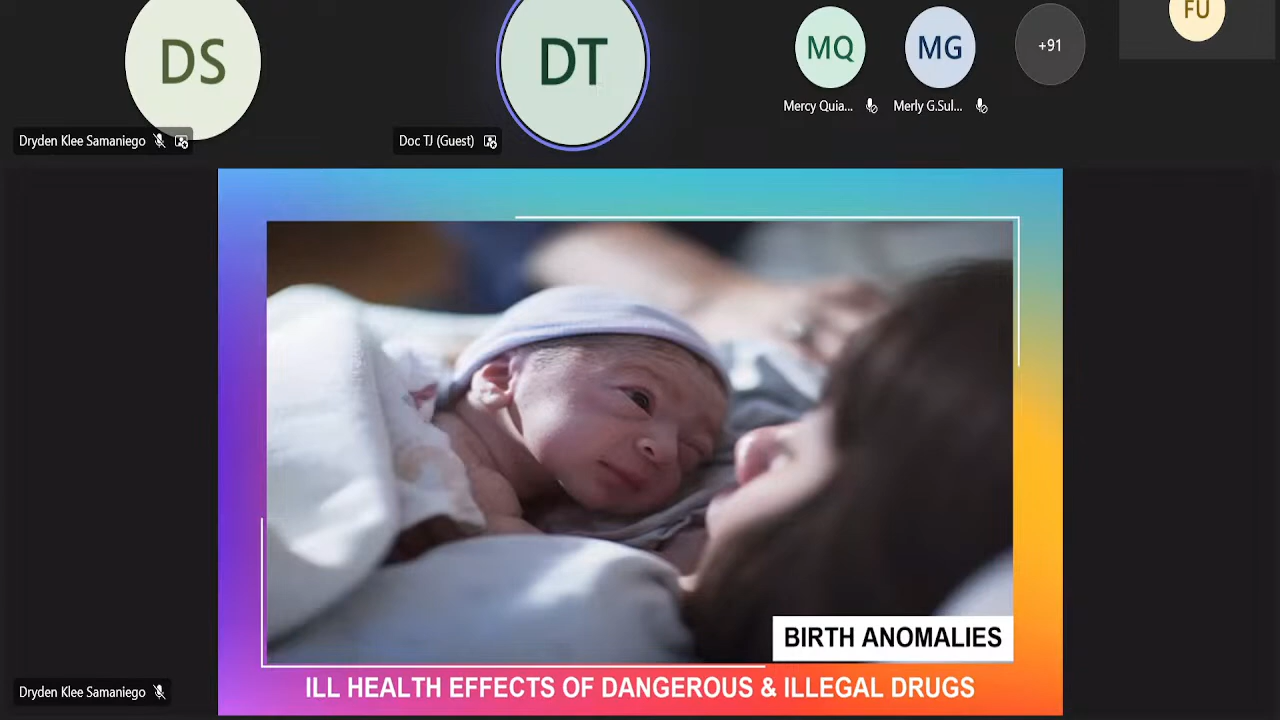 DS
DT
MQ
MG
+91
FU
Mercy Quia...
Merly G.Sul...
Dryden Klee Samaniego
Doc TJ (Guest)
BIRTH ANOMALIES
ILL HEALTH EFFECTS OF DANGEROUS & ILLEGAL DRUGS
Dryden Klee Samaniego